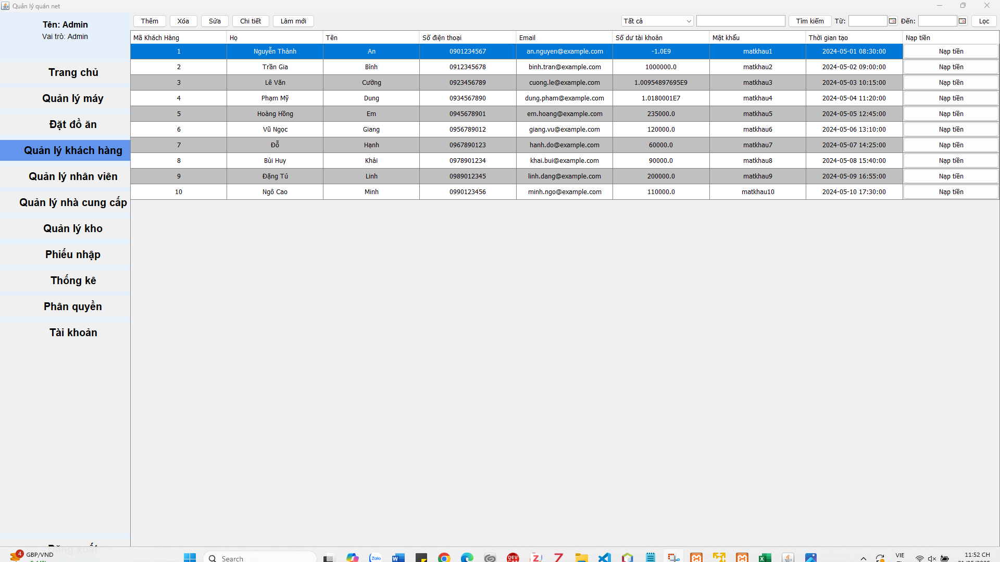 Quản lý quán net
Tên: Admin
Vai trò: Admin
Trang chủ
Quản lý máy
Đặt đồ ăn
Quản lý khách hàng
Quản lý nhân viên
Quản lý nhà cung cấp
Quản lý kho
Phiếu nhập
Thống kê
Phân quyền
Tài khoản
Đăng xuất
Thêm Xóa Sửa Chi tiết Làm mới Tất cả Tìm kiếm Từ: Đến: Lọc
Mã Khách Hàng Họ Tên Số điện thoại Email Số dư tài khoản Mật khẩu Thời gian tạo Nạp tiền
1 Nguyễn Thành An 0901234567 an.nguyen@example.com -1.0E9 matkhau1 2024-05-01 08:30:00 Nạp tiền
2 Trần Gia Bình 0912345678 binh.tran@example.com 1000000.0 matkhau2 2024-05-02 09:00:00 Nạp tiền
3 Lê Văn Cường 0923456789 cuong.le@example.com 1.00954897695E9 matkhau3 2024-05-03 10:15:00 Nạp tiền
4 Phạm Mỹ Dung 0934567890 dung.pham@example.com 1.0180001E7 matkhau4 2024-05-04 11:20:00 Nạp tiền
5 Hoàng Hồng Em 0945678901 em.hoang@example.com 235000.0 matkhau5 2024-05-05 12:45:00 Nạp tiền
6 Vũ Ngọc Giang 0956789012 giang.vu@example.com 120000.0 matkhau6 2024-05-06 13:10:00 Nạp tiền
7 Đỗ Hạnh 0967890123 hanh.do@example.com 60000.0 matkhau7 2024-05-07 14:25:00 Nạp tiền
8 Bùi Huy Khải 0978901234 khai.bui@example.com 90000.0 matkhau8 2024-05-08 15:40:00 Nạp tiền
9 Đặng Tú Linh 0989012345 linh.dang@example.com 200000.0 matkhau9 2024-05-09 16:55:00 Nạp tiền
10 Ngô Cao Minh 0990123456 minh.ngo@example.com 110000.0 matkhau10 2024-05-10 17:30:00 Nạp tiền
4 GBP/VND
Search
Zalo
DEV
VIE
11:52 CH